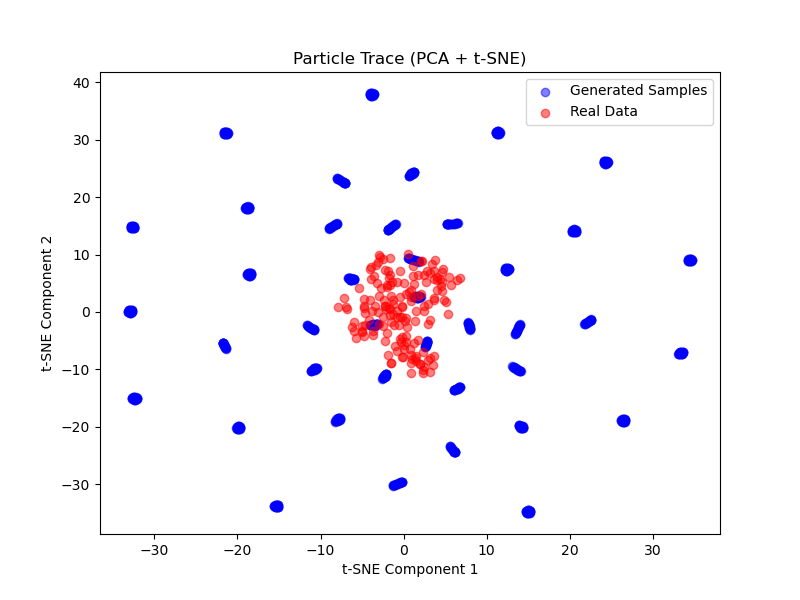 Particle Trace (PCA + t-SNE)
Generated Samples
Real Data
t-SNE Component 2
40
30
20
10
0
−10
−20
−30
−30 −20 −10 0 10 20 30
t-SNE Component 1